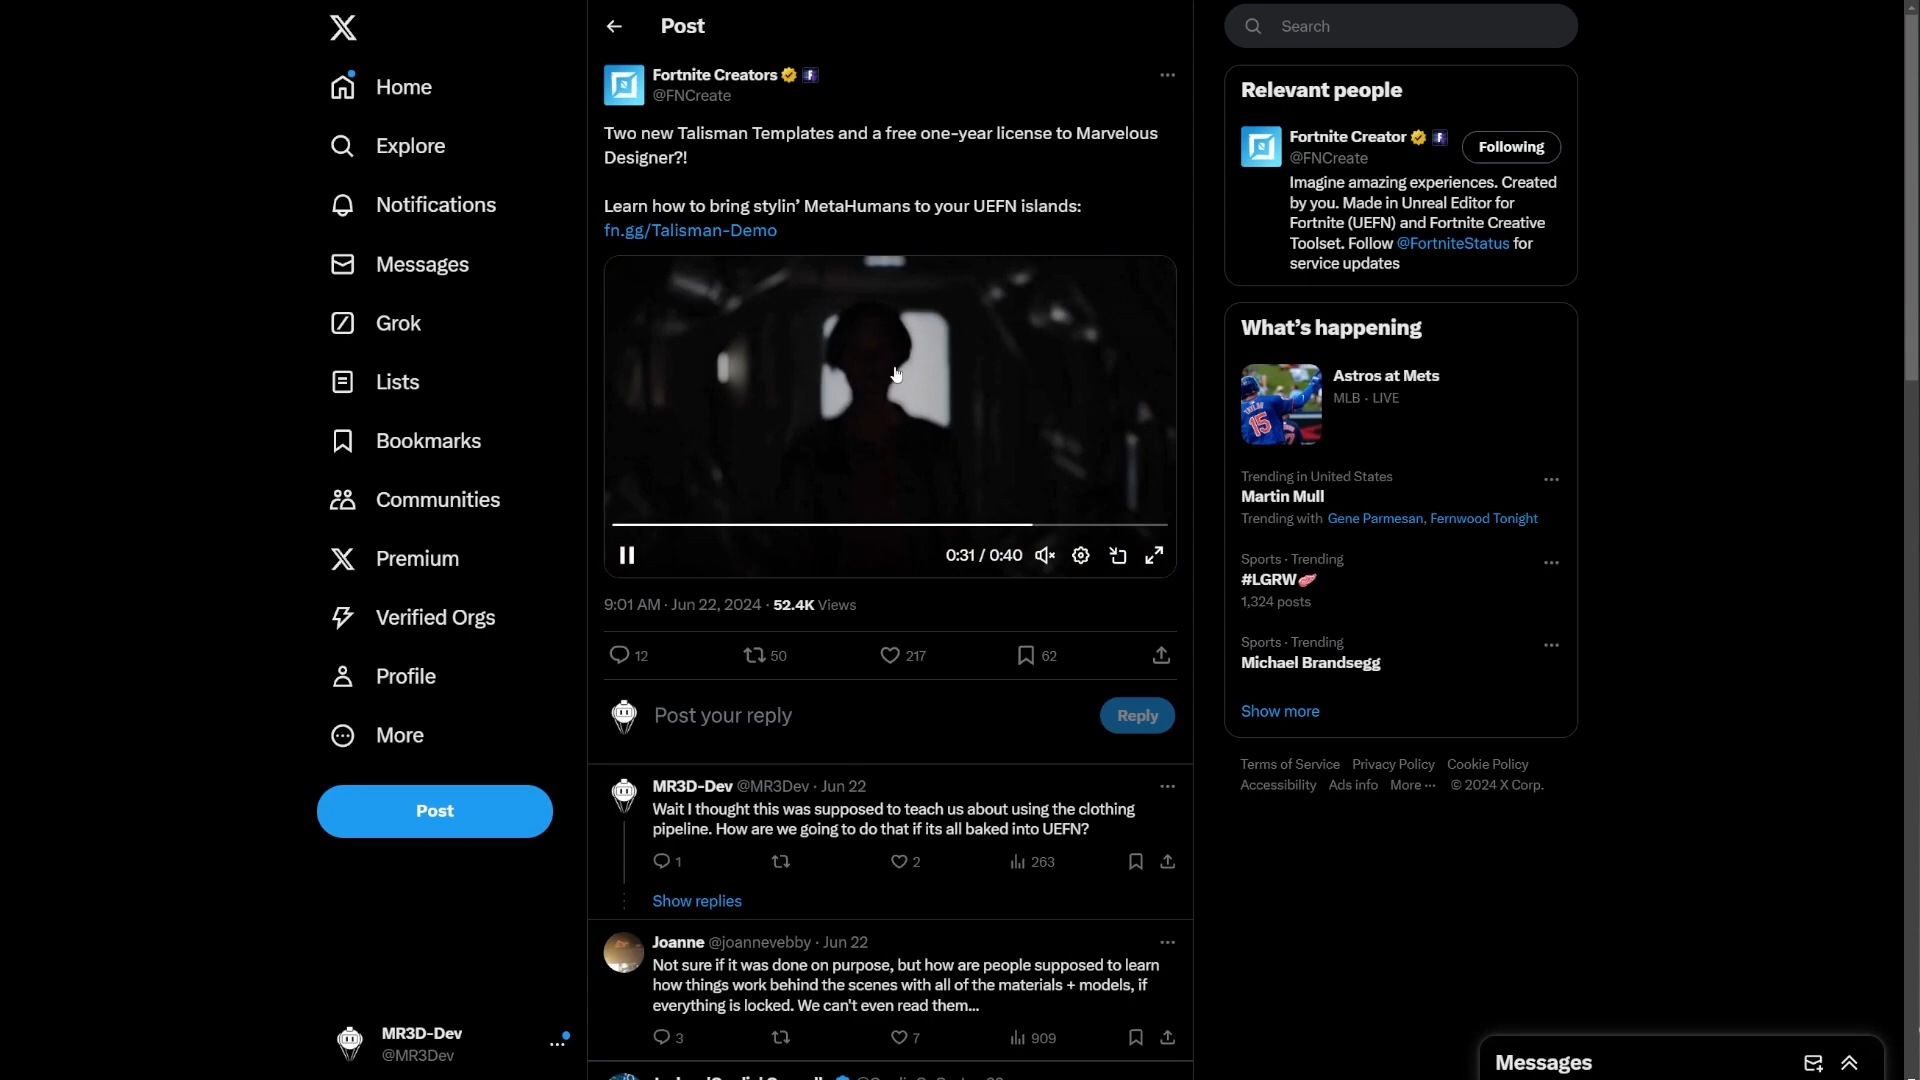 Home
Explore
Notifications
Messages
Grok
Lists
Bookmarks
Communities
Premium
Verified Orgs
Profile
More
Post
MR3D-Dev
@MR3Dev
Post
Fortnite Creators
@FNCreate
Two new Talisman Templates and a free one-year license to Marvelous
Designer?!
Learn how to bring stylin’ MetaHumans to your UEFN islands:
fn.gg/Talisman-Demo
0:31 / 0:40
9:01 AM · Jun 22, 2024 · 52.4K Views
12 50 217 62
Post your reply
Reply
MR3D-Dev @MR3Dev · Jun 22
Wait I thought this was supposed to teach us about using the clothing
pipeline. How are we going to do that if its all baked into UEFN?
1 2 263
Show replies
Joanne @joannevebby · Jun 22
Not sure if it was done on purpose, but how are people supposed to learn
how things work behind the scenes with all of the materials + models, if
everything is locked. We can't even read them...
3 7 909
Search
Relevant people
Fortnite Creator
@FNCreate
Following
Imagine amazing experiences. Created
by you. Made in Unreal Editor for
Fortnite (UEFN) and Fortnite Creative
Toolset. Follow @FortniteStatus for
service updates
What’s happening
15
Astros at Mets
MLB · LIVE
Trending in United States
Martin Mull
Trending with Gene Parmesan, Fernwood Tonight
Sports · Trending
#LGRW
1,324 posts
Sports · Trending
Michael Brandsegg
Show more
Terms of Service Privacy Policy Cookie Policy
Accessibility Ads info More ··· © 2024 X Corp.
Messages